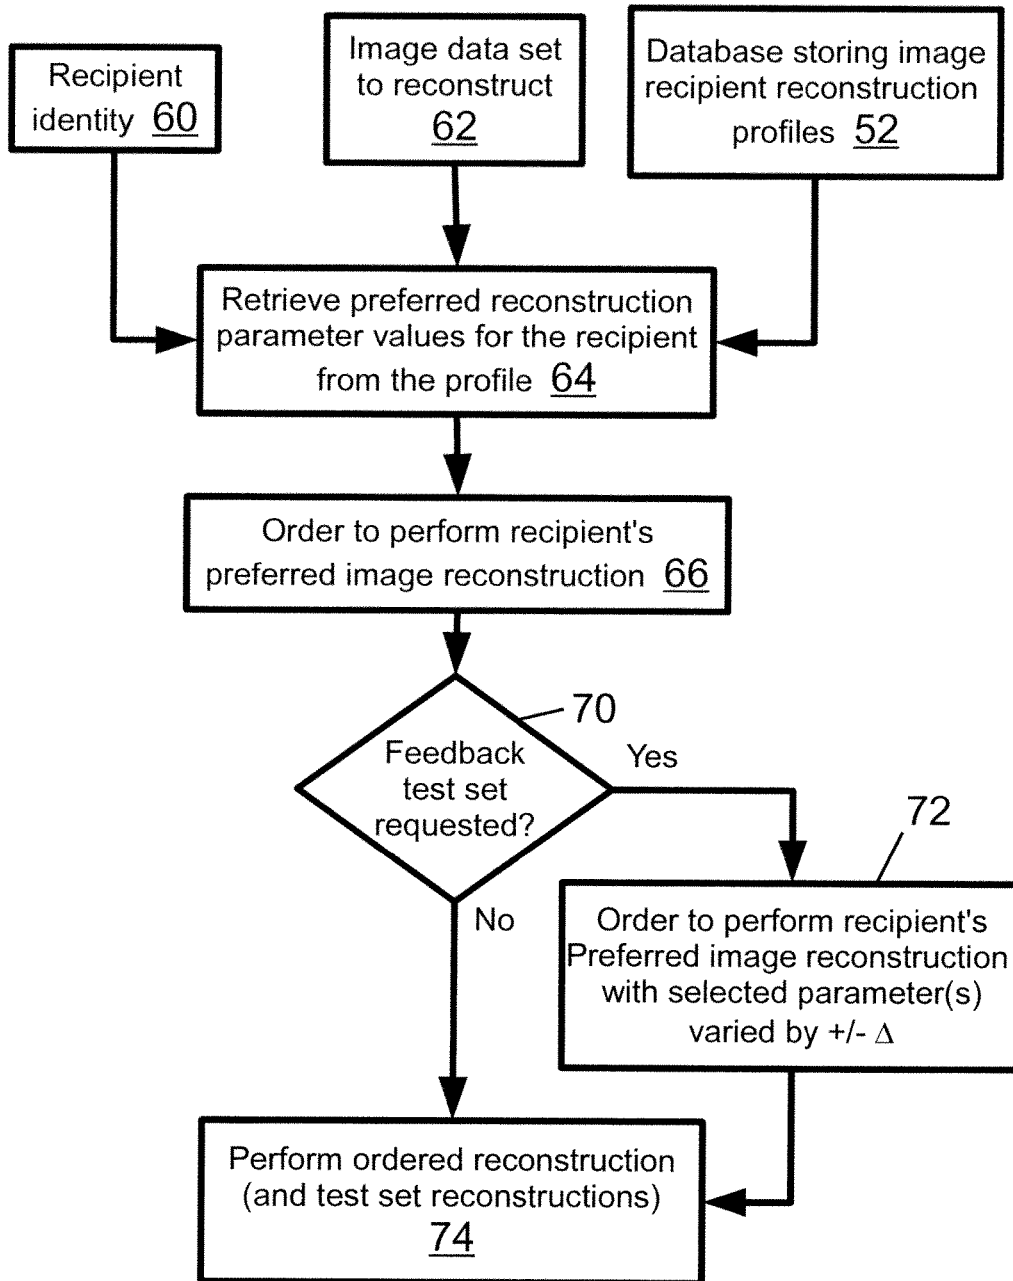 Recipient
identity 60
Image data set
to reconstruct
62
Database storing image
recipient reconstruction
profiles 52
Retrieve preferred reconstruction
parameter values for the recipient
from the profile 64
Order to perform recipient's
preferred image reconstruction 66
70
Feedback
test set
requested?
Yes
No
72
Order to perform recipient's
Preferred image reconstruction
with selected parameter(s)
varied by +/- Δ
Perform ordered reconstruction
(and test set reconstructions)
74